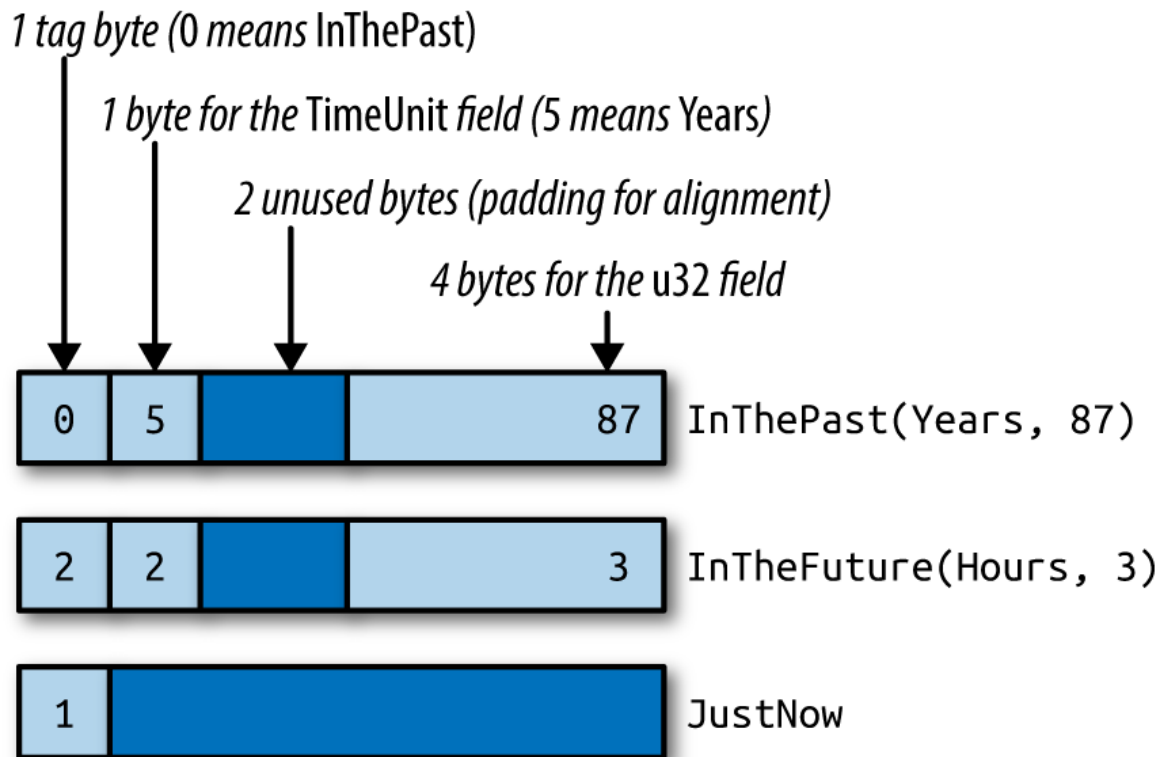 1 tag byte (0 means InThePast)
1 byte for the TimeUnit field (5 means Years)
2 unused bytes (padding for alignment)
4 bytes for the u32 field
0 5 87 InThePast(Years, 87)
2 2 3 InTheFuture(Hours, 3)
1 JustNow